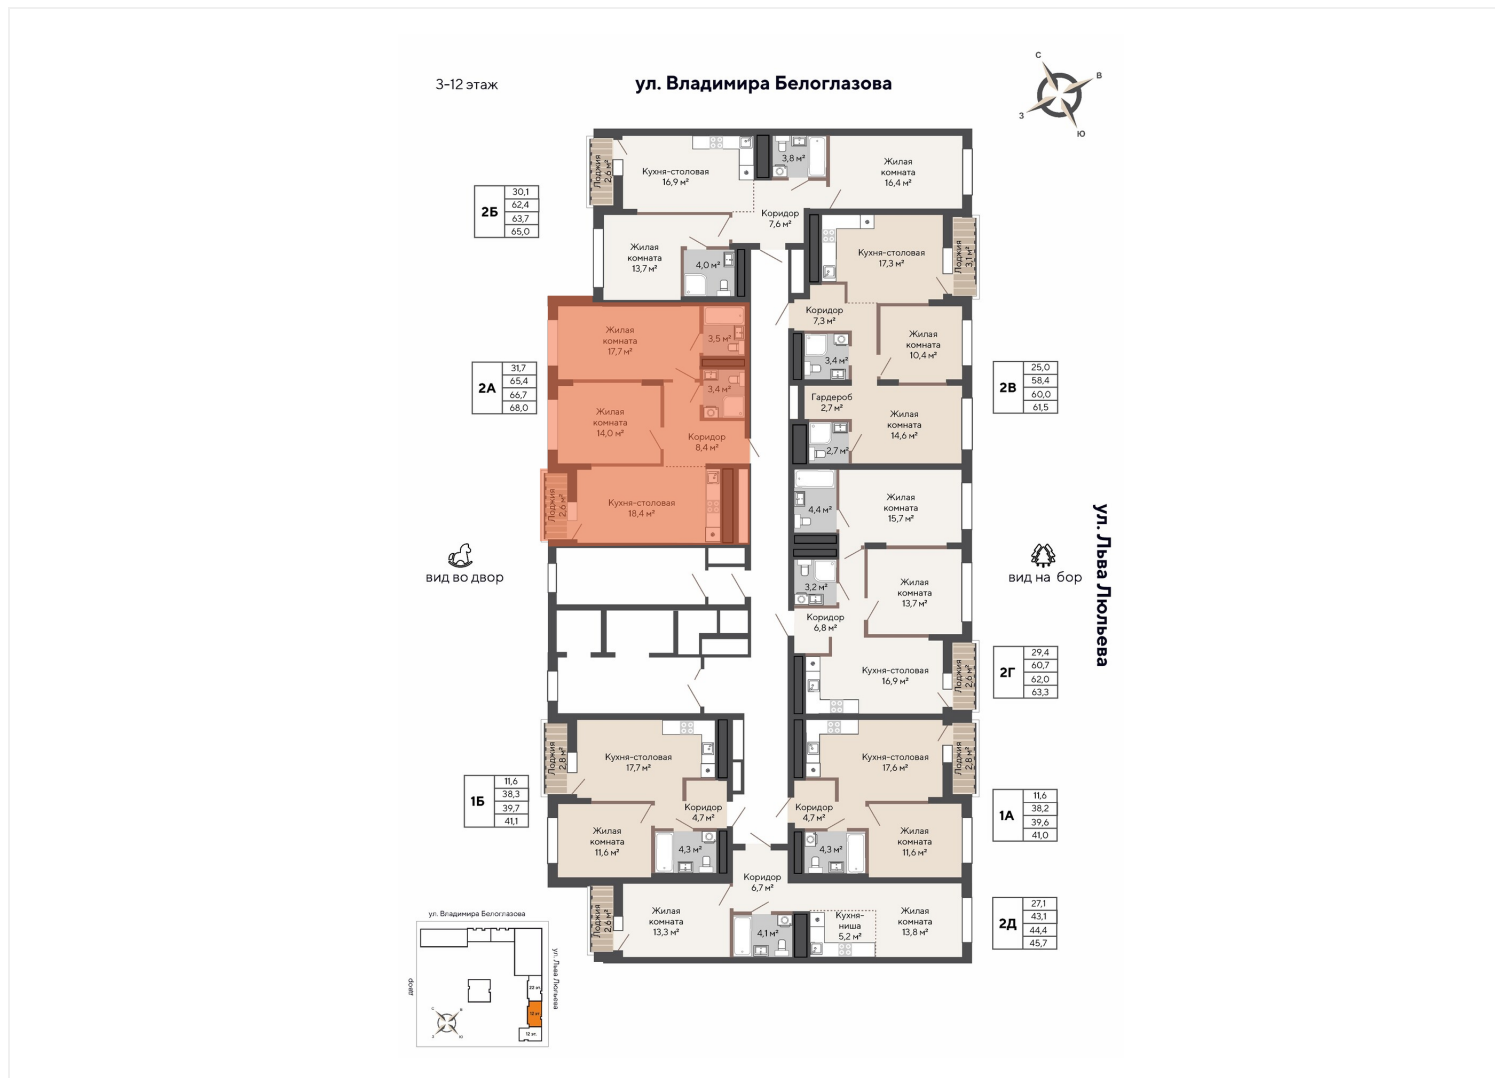 3-12 этаж
ул. Владимира Белоглазова
С
В
З
Ю
2Б
30,1
62,4
63,7
65,0
Лоджия
2,6 м²
Кухня-столовая
16,9 м²
3,8 м²
Жилая
комната
16,4 м²
Коридор
7,6 м²
Жилая
комната
13,7 м²
4,0 м²
Кухня-столовая
17,3 м²
Лоджия
3,1 м²
Коридор
7,3 м²
Жилая
комната
10,4 м²
3,4 м²
Гардероб
2,7 м²
Жилая
комната
14,6 м²
2,7 м²
2В
25,0
58,4
60,0
61,5
2А
31,7
65,4
66,7
68,0
Жилая
комната
17,7 м²
3,5 м²
3,4 м²
Жилая
комната
14,0 м²
Коридор
8,4 м²
Лоджия
2,6 м²
Кухня-столовая
18,4 м²
4,4 м²
Жилая
комната
15,7 м²
вид во двор
вид на бор
ул. Льва Люльева
3,2 м²
Жилая
комната
13,7 м²
Коридор
6,8 м²
Кухня-столовая
16,9 м²
Лоджия
2,6 м²
2Г
29,4
60,7
62,0
63,3
Лоджия
2,8 м²
Кухня-столовая
17,7 м²
Коридор
4,7 м²
Жилая
комната
11,6 м²
4,3 м²
1Б
11,6
38,3
39,7
41,1
Кухня-столовая
17,6 м²
Лоджия
2,8 м²
Коридор
4,7 м²
4,3 м²
Жилая
комната
11,6 м²
1А
11,6
38,2
39,6
41,0
Коридор
6,7 м²
Лоджия
2,6 м²
Жилая
комната
13,3 м²
4,1 м²
Кухня-
ниша
5,2 м²
Жилая
комната
13,8 м²
2Д
27,1
43,1
44,4
45,7
ул. Владимира Белоглазова
ул. Льва Люльева
двор
22 эт.
12 эт.
12 эт.
С
В
З
Ю